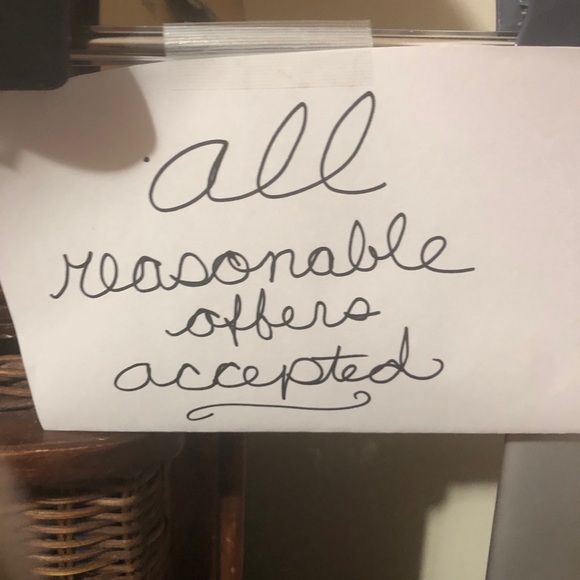 all
reasonable
offers
accepted